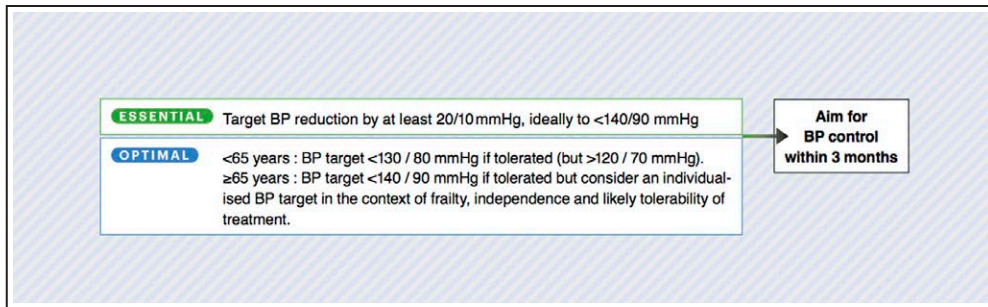 ESSENTIAL Target BP reduction by at least 20/10 mmHg, ideally to <140/90 mmHg
OPTIMAL <65 years : BP target <130 / 80 mmHg if tolerated (but >120 / 70 mmHg).
≥65 years : BP target <140 / 90 mmHg if tolerated but consider an individual-
ised BP target in the context of frailty, independence and likely tolerability of
treatment.
Aim for
BP control
within 3 months